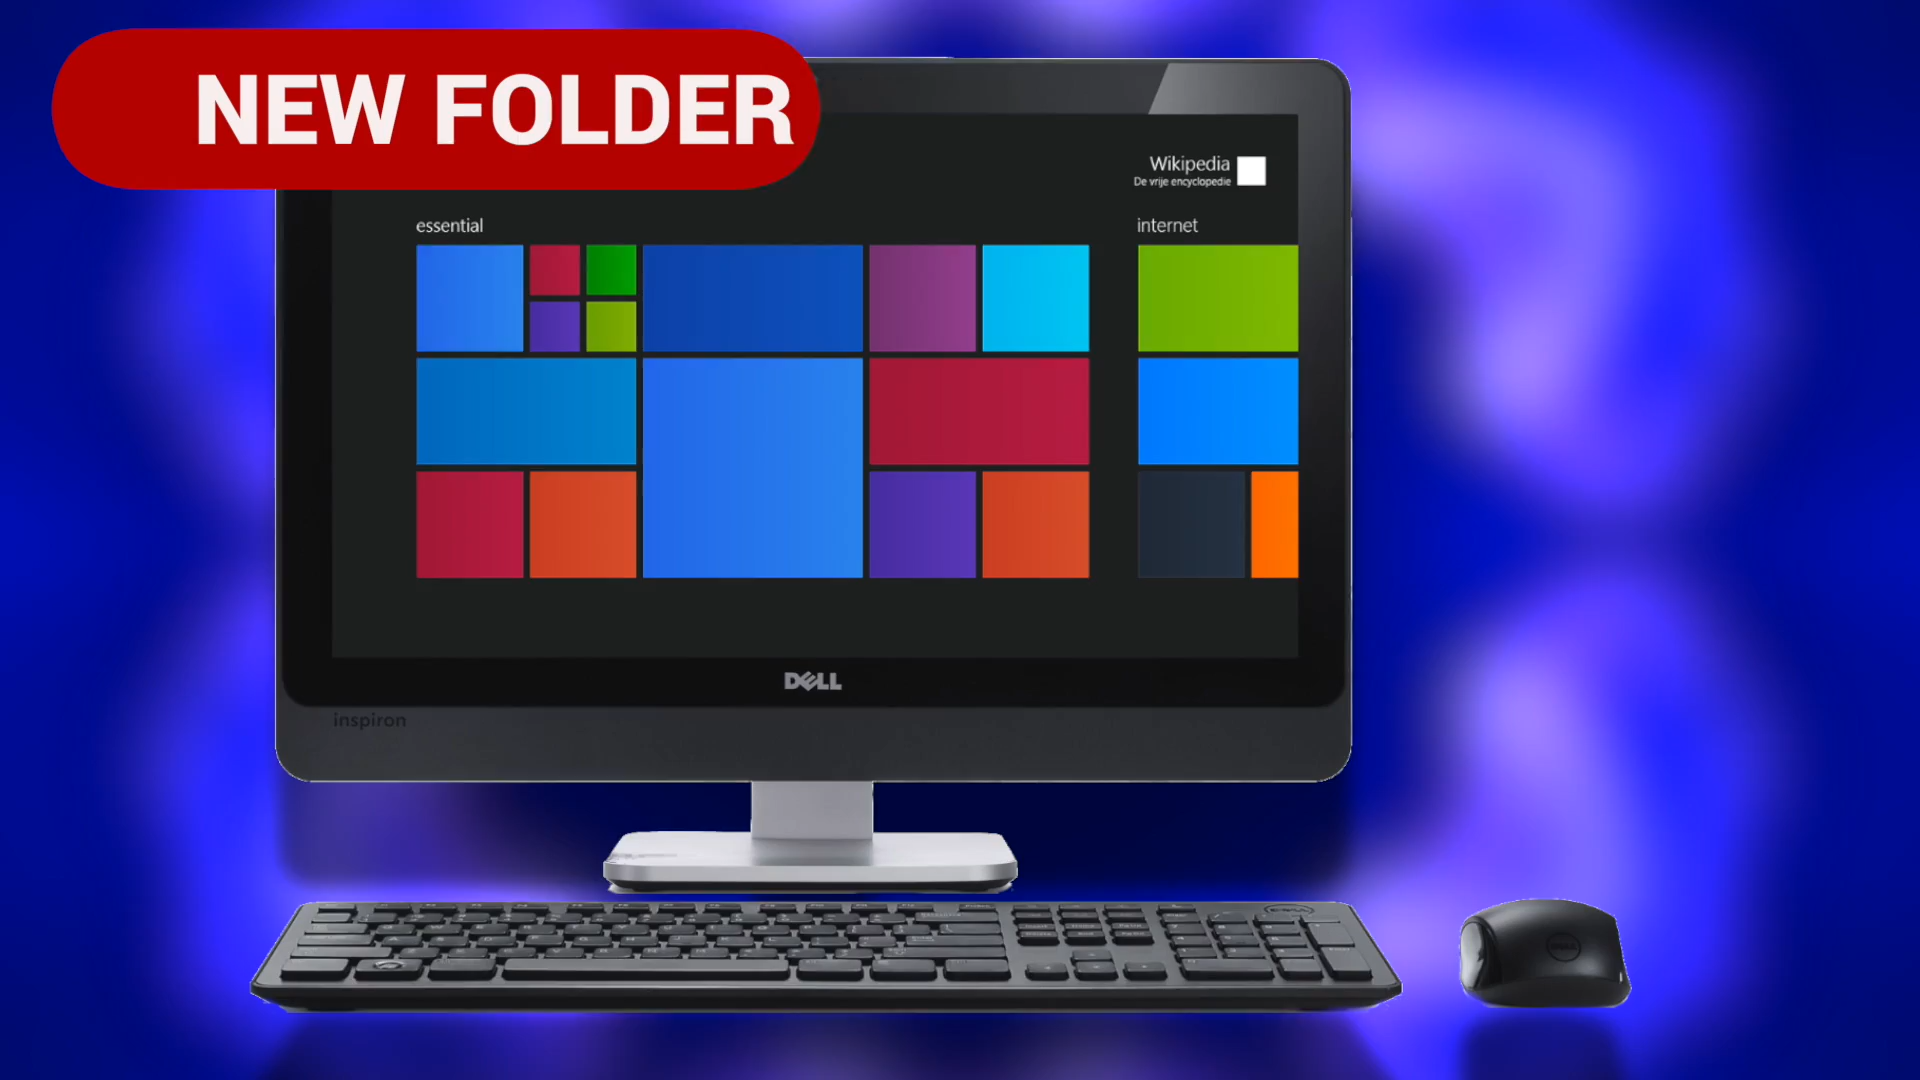 NEW FOLDER
Wikipedia
De vrije encyclopedie
essential
internet
DELL
inspiron